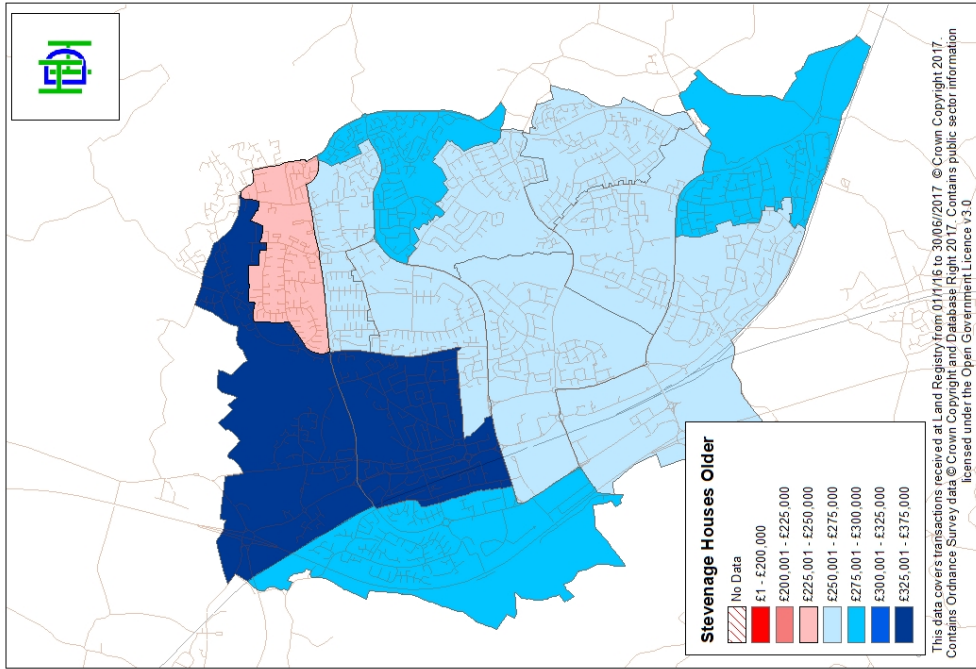 Stevenage Houses Older
No Data
£1 - £200,000
£200,001 - £225,000
£225,001 - £250,000
£250,001 - £275,000
£275,001 - £300,000
£300,001 - £325,000
£325,001 - £375,000
This data covers transactions received at Land Registry from 01/1/16 to 30/06//2017 © Crown Copyright 2017.
Contains Ordnance Survey data © Crown Copyright and Database Right 2017. Contains public sector information
licensed under the Open Government Licence v3.0